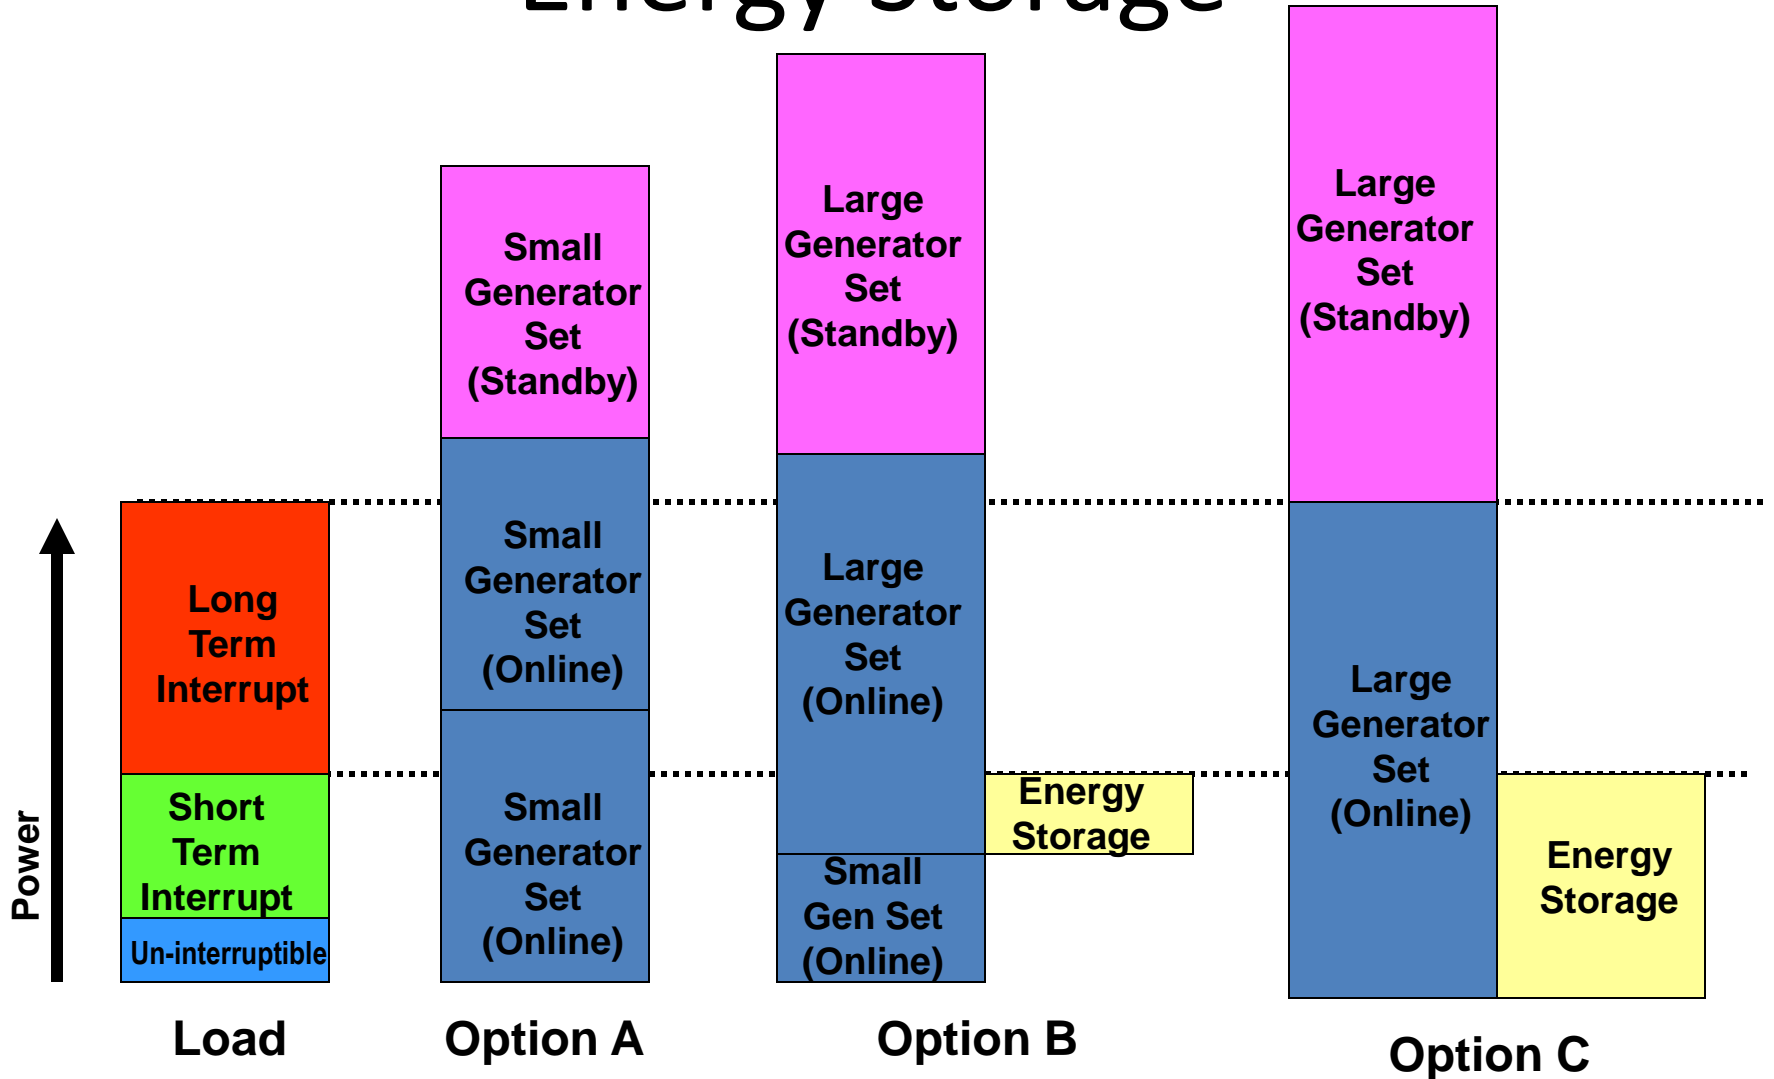 Energy Storage
Power
Long
Term
Interrupt
Short
Term
Interrupt
Un-interruptible
Load
Small
Generator
Set
(Standby)
Small
Generator
Set
(Online)
Small
Generator
Set
(Online)
Option A
Large
Generator
Set
(Standby)
Large
Generator
Set
(Online)
Small
Gen Set
(Online)
Energy
Storage
Option B
Large
Generator
Set
(Standby)
Large
Generator
Set
(Online)
Energy
Storage
Option C